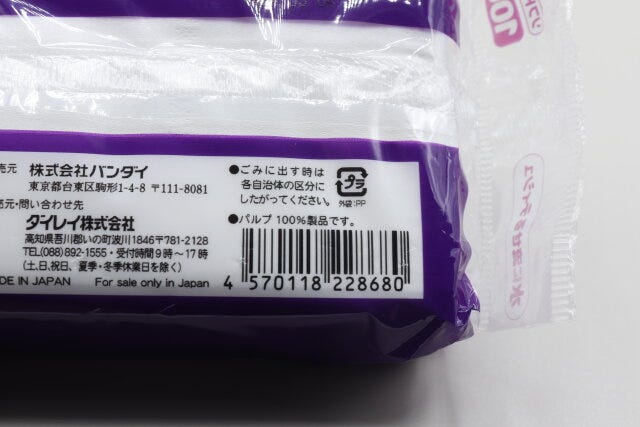 売元 株式会社バンダイ
東京都台東区駒形1-4-8 〒111-8081
売元・問い合わせ先
ダイレイ株式会社
高知県吾川郡いの町波川1846〒781-2128
TEL(088)892-1555・受付時間9時〜17時
(土、日、祝日、夏季・冬季休業日を除く)
MADE IN JAPAN For sale only in Japan
●ごみに出す時は
各自治体の区分に
したがってください。
プラ
外袋:PP
●パルプ 100%製品です。
4 570118 228680
JOY